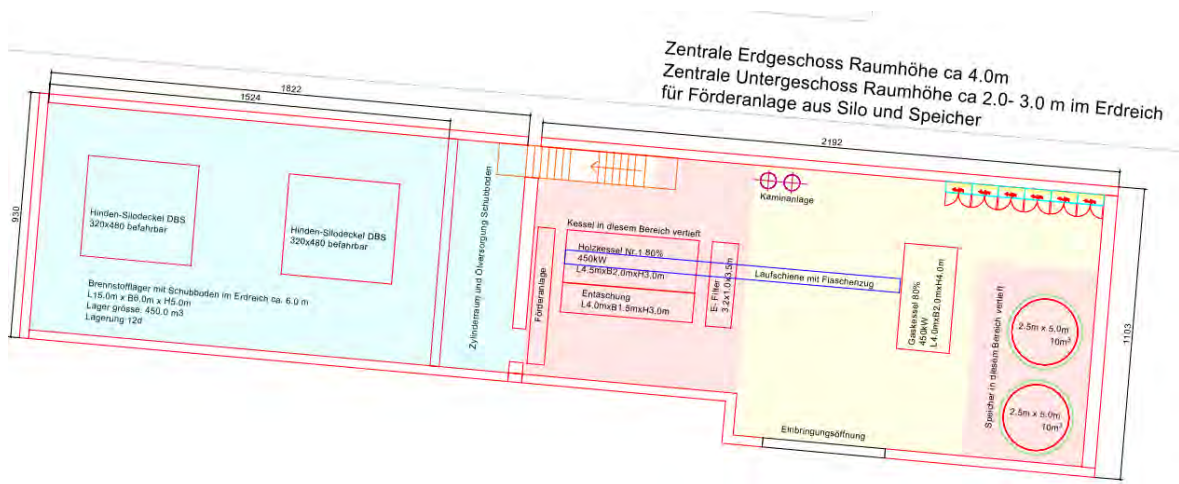 Zentrale Erdgeschoss Raumhöhe ca 4.0m
Zentrale Untergeschoss Raumhöhe ca 2.0- 3.0 m im Erdreich
für Förderanlage aus Silo und Speicher
1822
1524
2192
930
1103
Hinden-Silodeckel DBS
320x480 befahrbar
Hinden-Silodeckel DBS
320x480 befahrbar
Brennstofflager mit Schubboden im Erdreich ca. 6.0 m
L15.0m x B6.0m x H5.0m
Lager grösse: 450.0 m3
Lagerung 12d
Zylinderraum und Ölversorgung Schubboden
Förderanlage
Kessel in diesem Bereich vertieft
Holzkessel Nr.1 80%
450kW
L4.5mxB2.0mxH3.0m
Entaschung
L4.0mxB1.5mxH3.0m
E- Filter
3.2x1.0x3.5m
Kaminanlage
Laufschiene mit Flaschenzug
Gaskessel 80%
450kW
L4.0mxB2.0mxH4.0m
Speicher in diesem Bereich vertieft
2.5m x 5.0m
10m³
2.5m x 5.0m
10m³
Einbringungsöffnung